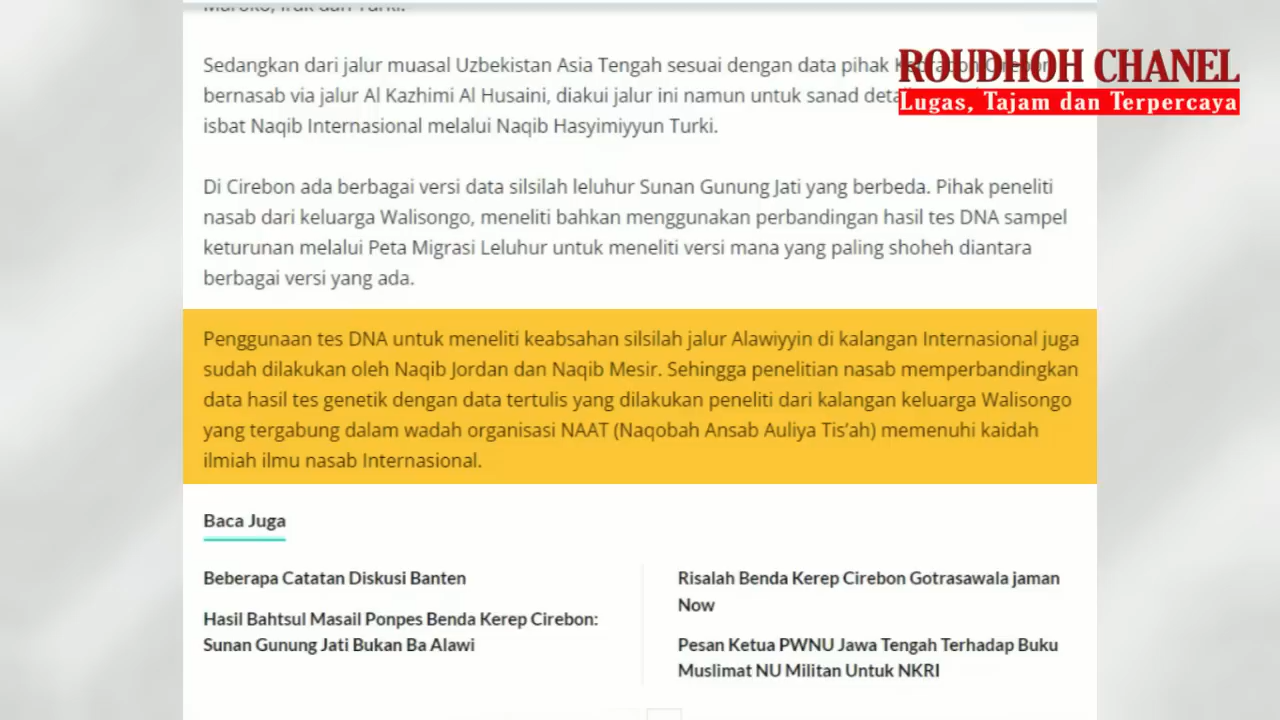 Sedangkan dari jalur muasal Uzbekistan Asia Tengah sesuai dengan data pihak
ROUDHOH CHANEL
bernasab via jalur Al Kazhimi Al Husaini, diakui jalur ini namun untuk sanad
Lugas, Tajam dan Terpercaya
isbat Naqib Internasional melalui Naqib Hasyimiyyun Turki.
Di Cirebon ada berbagai versi data silsilah leluhur Sunan Gunung Jati yang berbeda. Pihak peneliti
nasab dari keluarga Walisongo, meneliti bahkan menggunakan perbandingan hasil tes DNA sampel
keturunan melalui Peta Migrasi Leluhur untuk meneliti versi mana yang paling shoheh diantara
berbagai versi yang ada.
Penggunaan tes DNA untuk meneliti keabsahan silsilah jalur Alawiyyin di kalangan Internasional juga
sudah dilakukan oleh Naqib Jordan dan Naqib Mesir. Sehingga penelitian nasab memperbandingkan
data hasil tes genetik dengan data tertulis yang dilakukan peneliti dari kalangan keluarga Walisongo
yang tergabung dalam wadah organisasi NAAT (Naqobah Ansab Auliya Tis’ah) memenuhi kaidah
ilmiah ilmu nasab Internasional.
Baca Juga
Beberapa Catatan Diskusi Banten
Hasil Bahtsul Masail Ponpes Benda Kerep Cirebon:
Sunan Gunung Jati Bukan Ba Alawi
Risalah Benda Kerep Cirebon Gotrasawala jaman
Now
Pesan Ketua PWNU Jawa Tengah Terhadap Buku
Muslimat NU Militan Untuk NKRI